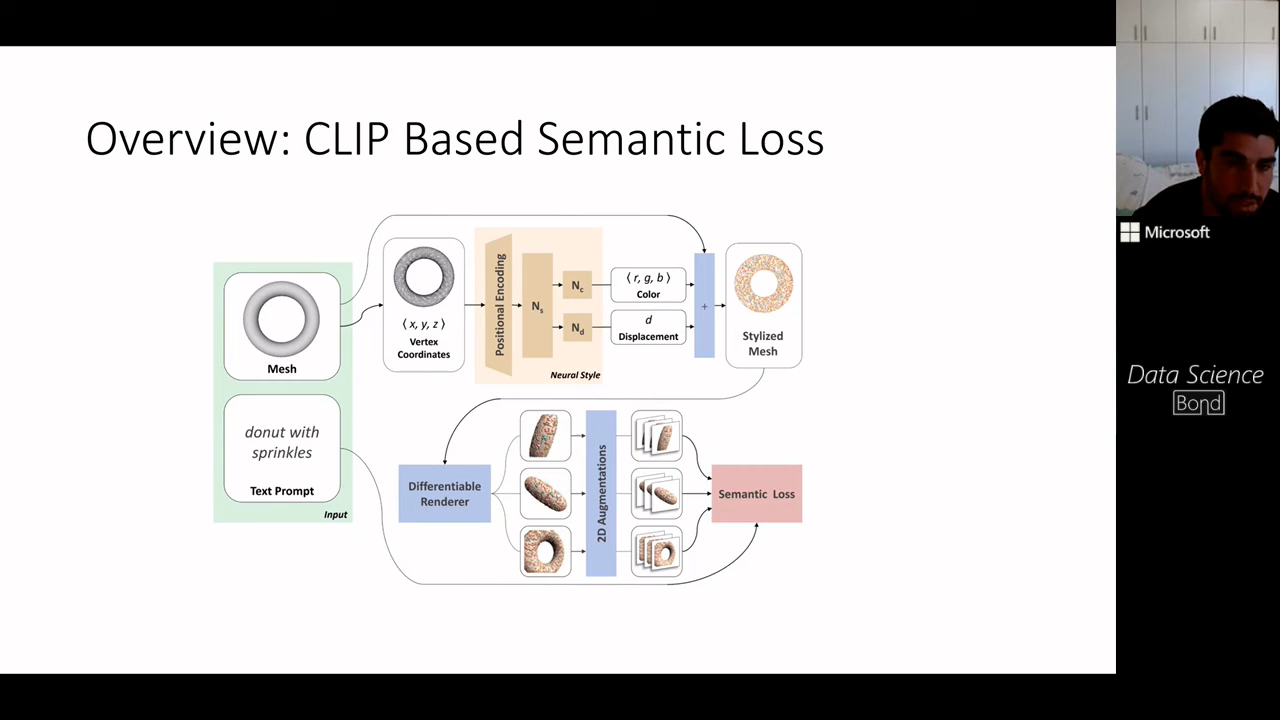 Overview: CLIP Based Semantic Loss
Mesh
donut with
sprinkles
Text Prompt
Input
⟨ x, y, z ⟩
Vertex
Coordinates
Positional Encoding
Ns
Nc
Nd
Neural Style
⟨ r, g, b ⟩
Color
d
Displacement
+
Stylized
Mesh
Differentiable
Renderer
2D Augmentations
Semantic Loss
Microsoft
Data Science
Bond